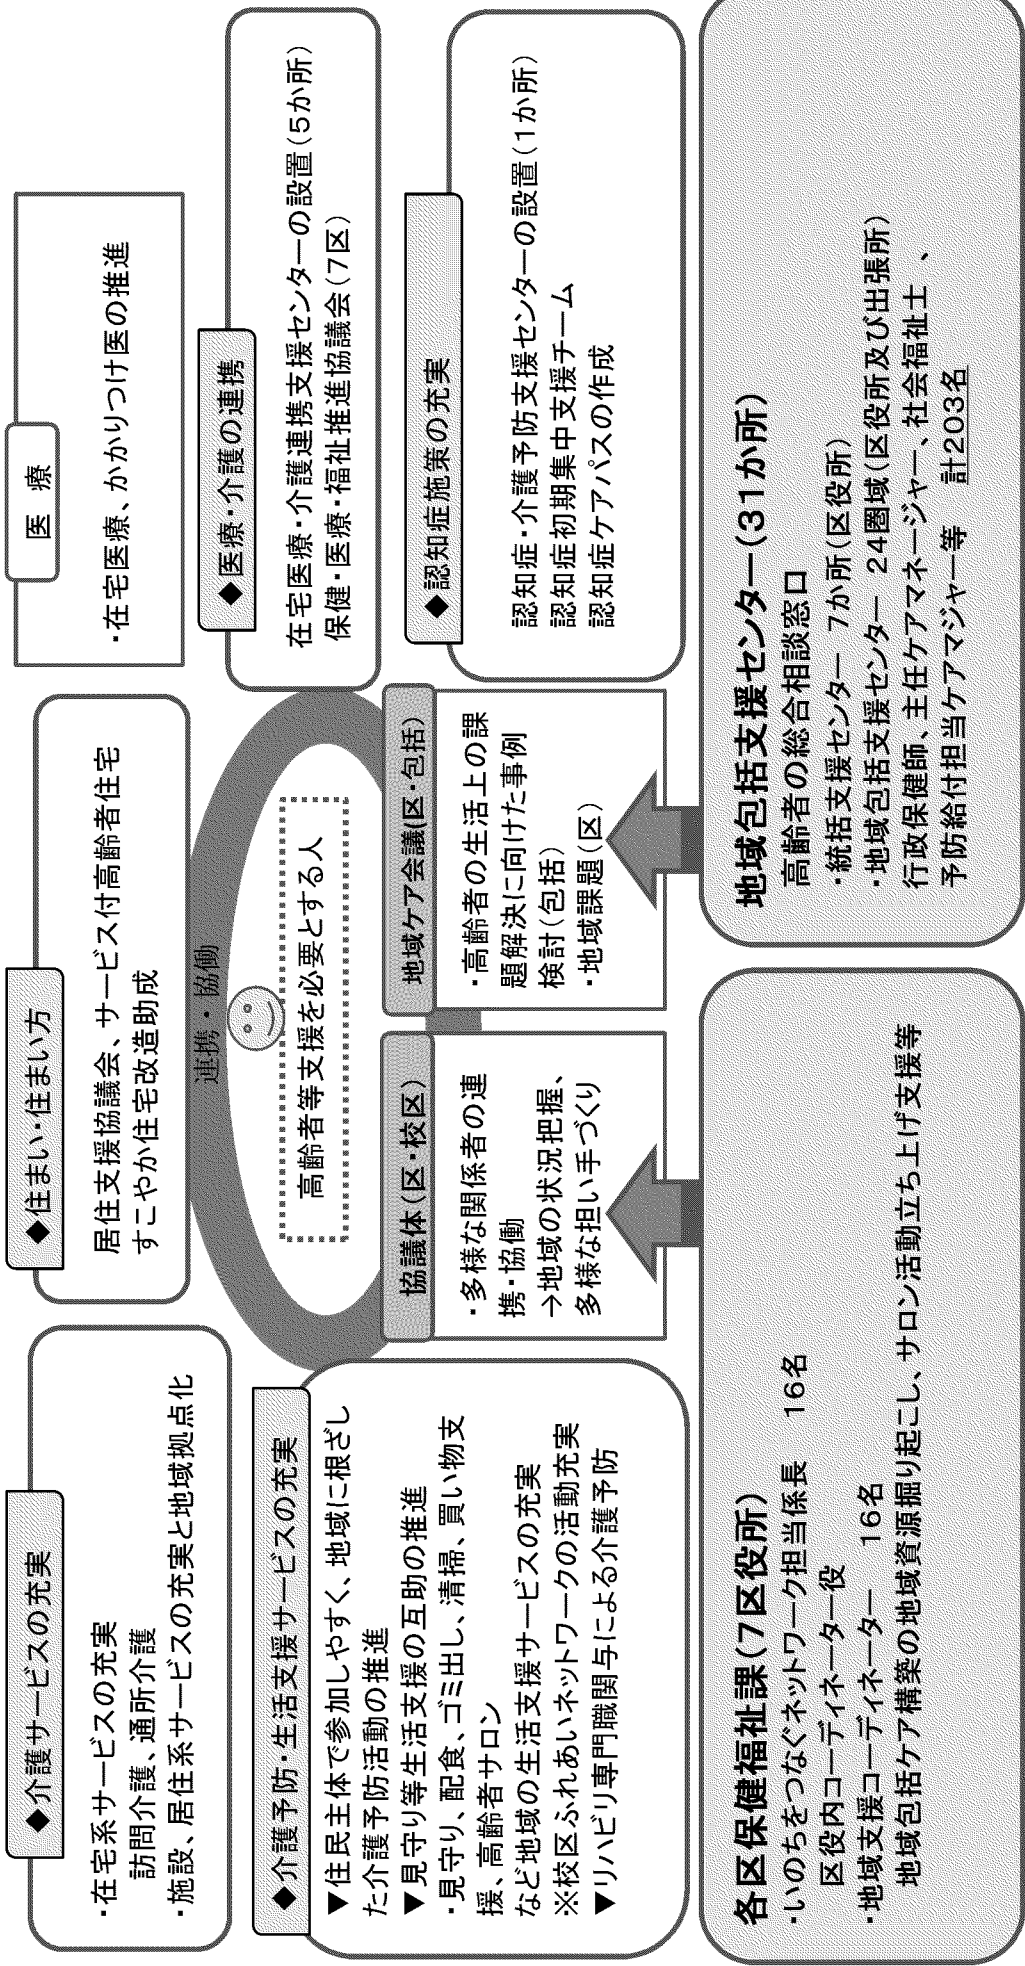 ◆介護サービスの充実
・在宅系サービスの充実
訪問介護、通所介護
・施設、居住系サービスの充実と地域拠点化
◆住まい・住まい方
居住支援協議会、サービス付高齢者住宅
すこやか住宅改造助成
医 療
・在宅医療、かかりつけ医の推進
連携・協働
高齢者等支援を必要とする人
◆医療・介護の連携
在宅医療・介護連携支援センターの設置(5か所)
保健・医療・福祉推進協議会(7区)
◆介護予防・生活支援サービスの充実
▼住民主体で参加しやすく、地域に根ざし
た介護予防活動の推進
▼見守り等生活支援の互助の推進
・見守り、配食、ゴミ出し、清掃、買い物支
援、高齢者サロン
など地域の生活支援サービスの充実
※校区ふれあいネットワークの活動充実
▼リハビリ専門職関与による介護予防
協議体(区・校区)
・多様な関係者の連
携・協働
→地域の状況把握、
多様な担い手づくり
地域ケア会議(区・包括)
・高齢者の生活上の課
題解決に向けた事例
検討(包括)
・地域課題(区)
◆認知症施策の充実
認知症・介護予防支援センターの設置(1か所)
認知症初期集中支援チーム
認知症ケアパスの作成
各区保健福祉課(7区役所)
・いのちをつなぐネットワーク担当係長 16名
区役内コーディネーター役
・地域支援コーディネーター 16名
地域包括ケア構築の地域資源掘り起こし、サロン活動立ち上げ支援等
地域包括支援センター(31か所)
高齢者の総合相談窓口
・統括支援センター 7か所(区役所)
・地域包括支援センター 24圏域(区役所及び出張所)
行政保健師、主任ケアマネージャー、社会福祉士、
予防給付担当ケアマジャー等 計203名